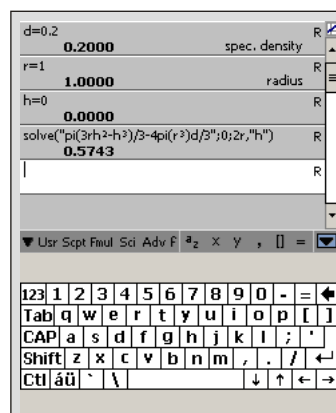 d=0.2 R
0.2000 spec. density
r=1 R
1.0000 radius
h=0 R
0.0000
solve("pi(3rh²-h³)/3-4pi(r³)d/3";0;2r,"h") R
0.5743
R
▼ Usr Scpt Fmul Sci Adv F a₂ × y , [] = ▼
123 1 2 3 4 5 6 7 8 9 0 - = ←
Tab q w e r t y u i o p [ ]
CAP a s d f g h j k l ; '
Shift z x c v b n m , . / ↵
Ctl áü ` \ ↓ ↑ ← →